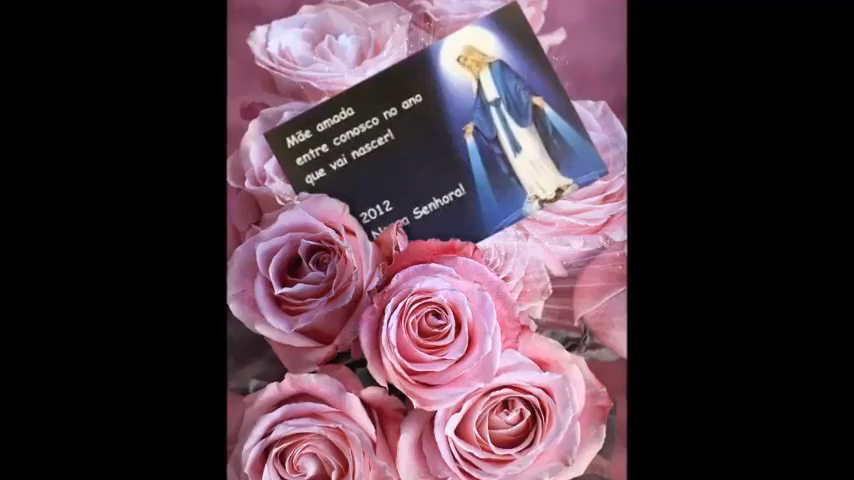 Mãe amada
entre conosco no ano
que vai nascer!
2012
Senhora!